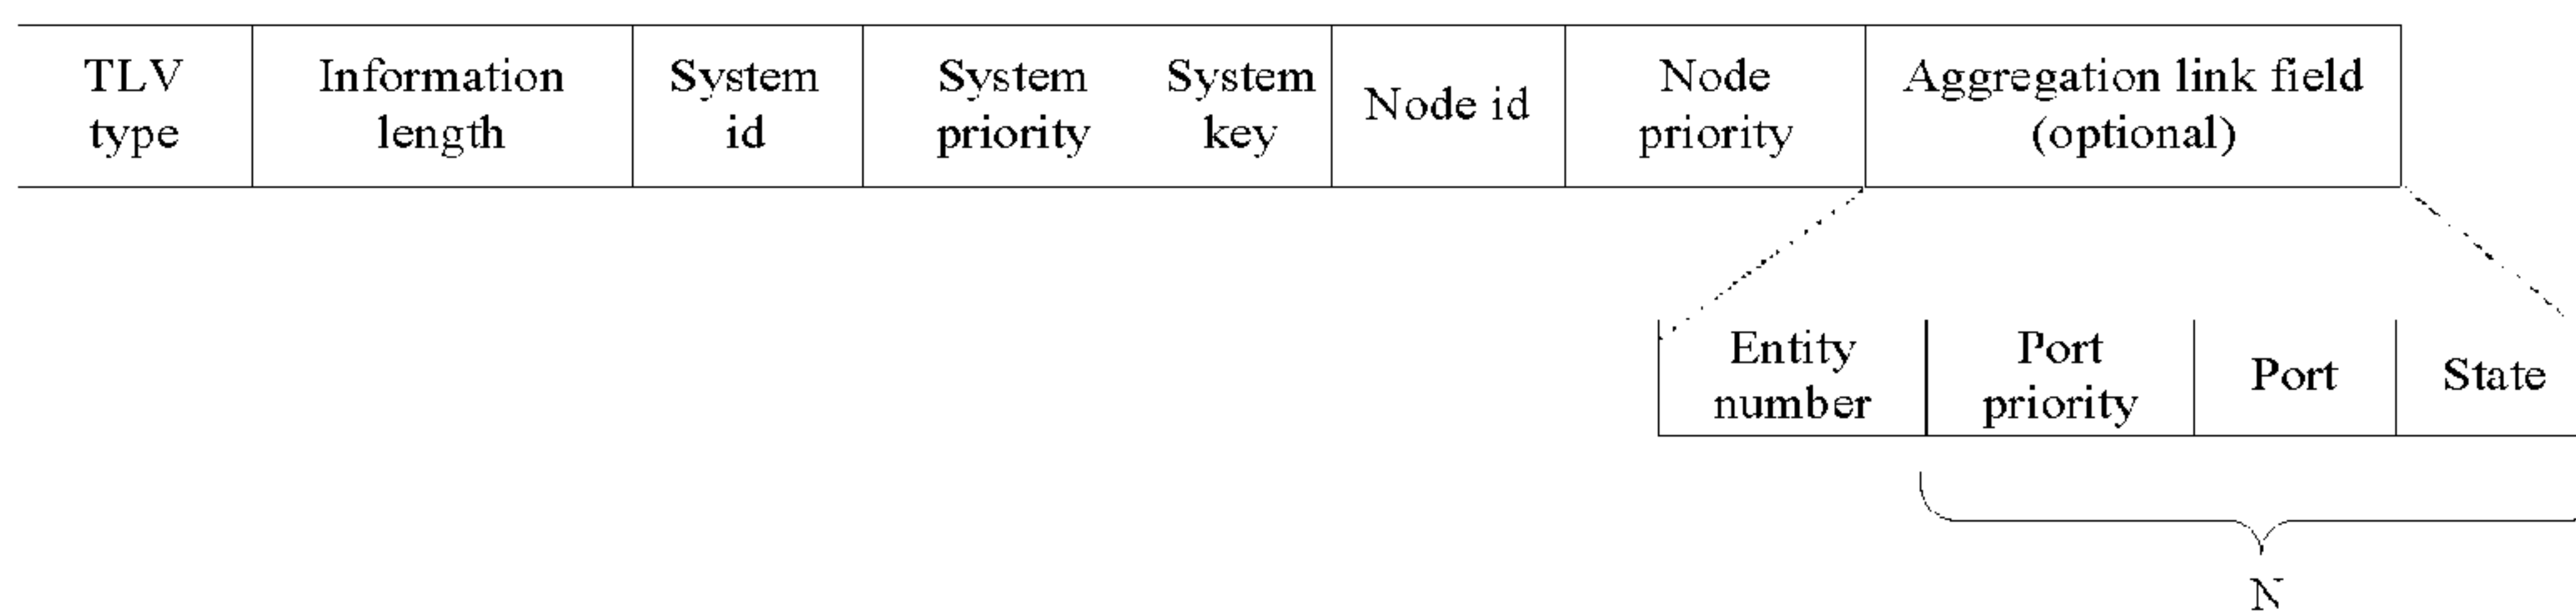 TLV type
Information length
System id
System priority
System key
Node id
Node priority
Aggregation link field (optional)
Entity number
Port priority
Port
State
N